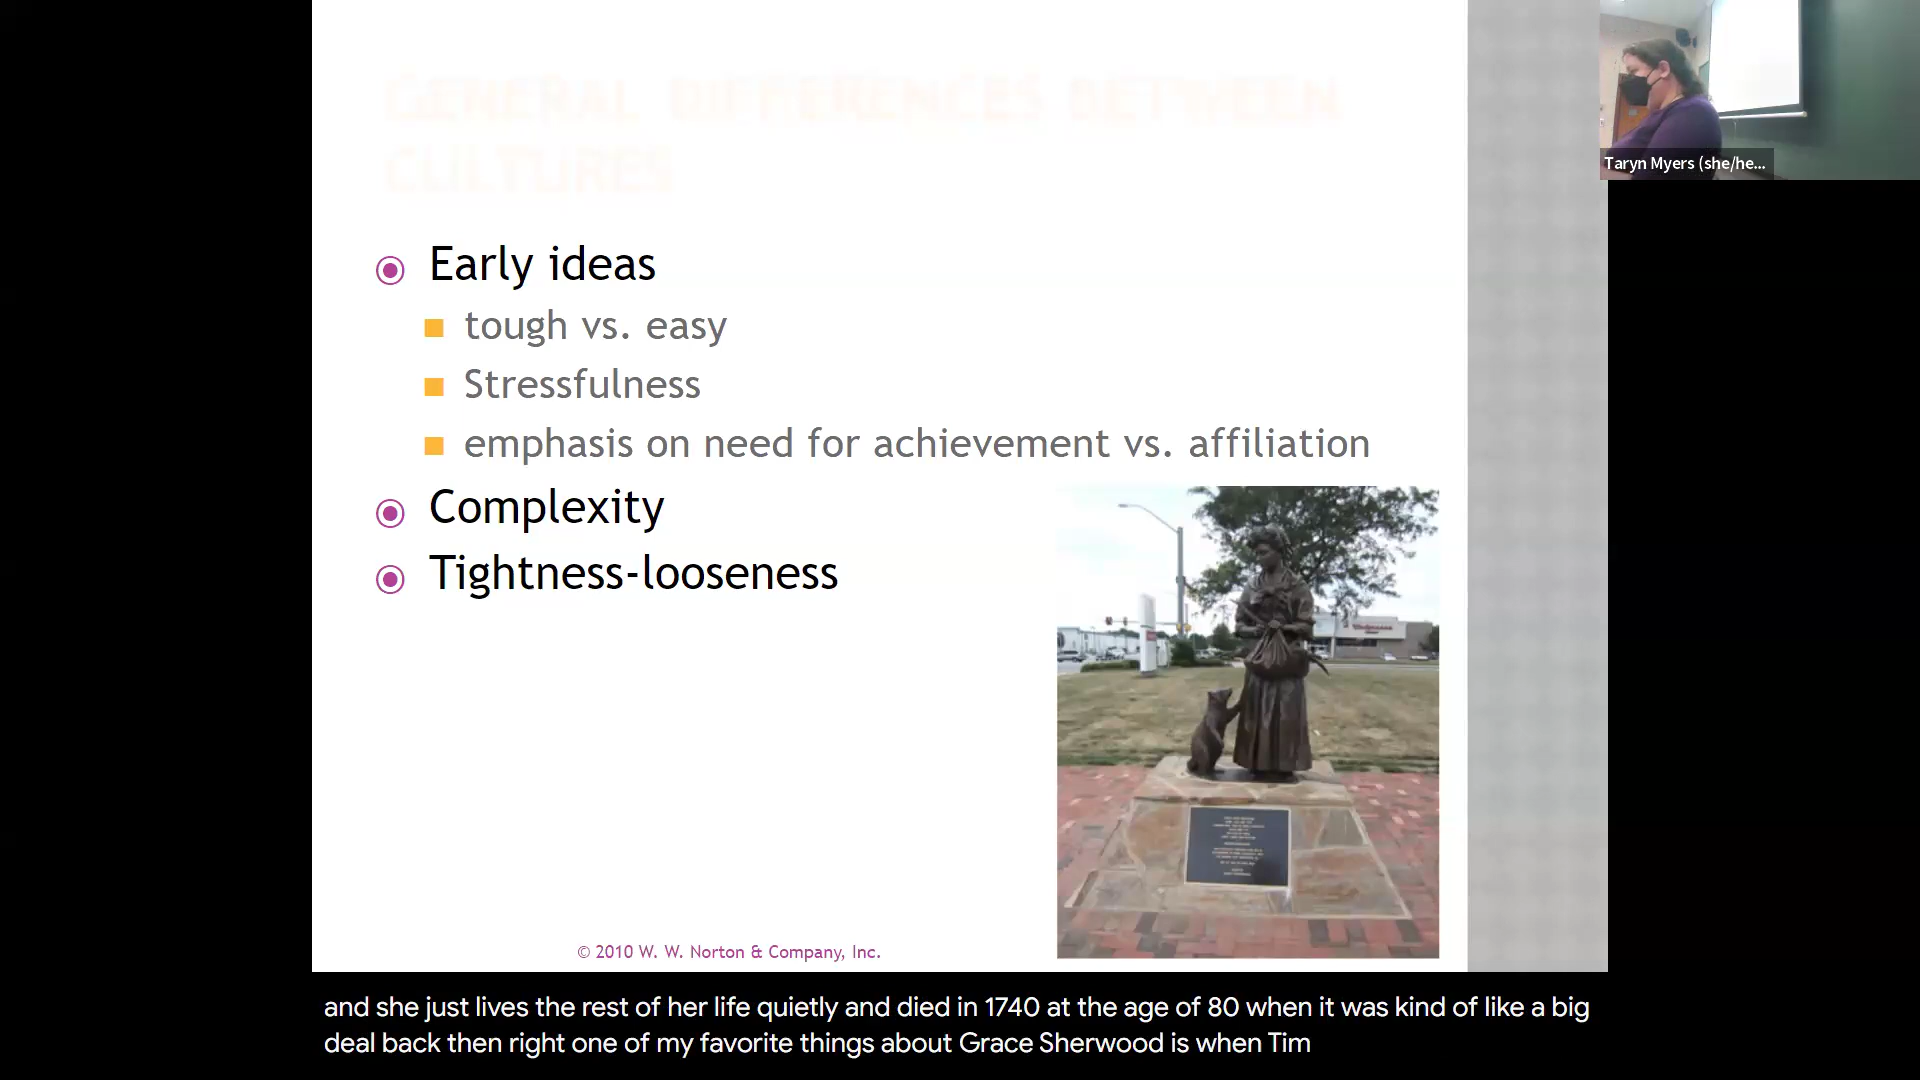 GENERAL DIFFERENCES BETWEEN
CULTURES
Taryn Myers (she/he...
Early ideas
tough vs. easy
Stressfulness
emphasis on need for achievement vs. affiliation
Complexity
Tightness-looseness
© 2010 W. W. Norton & Company, Inc.
and she just lives the rest of her life quietly and died in 1740 at the age of 80 when it was kind of like a big
deal back then right one of my favorite things about Grace Sherwood is when Tim